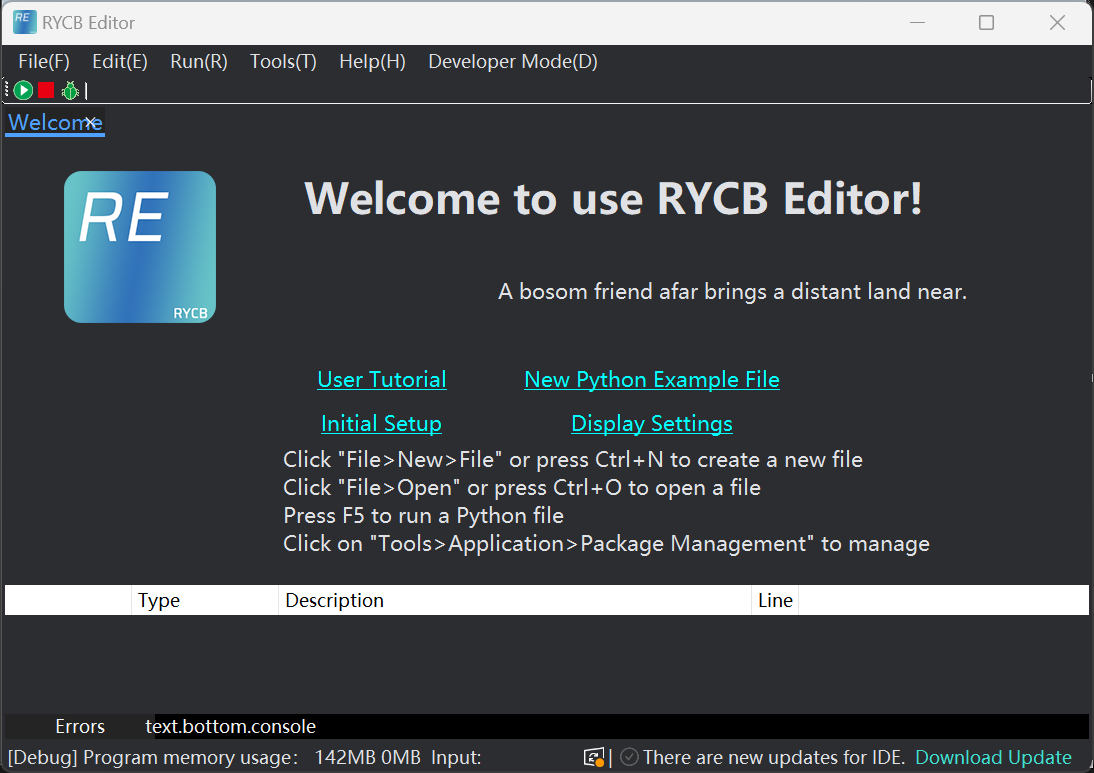 RE RYCB Editor
File(F) Edit(E) Run(R) Tools(T) Help(H) Developer Mode(D)
Welcome
RE
RYCB
Welcome to use RYCB Editor!
A bosom friend afar brings a distant land near.
User Tutorial New Python Example File
Initial Setup Display Settings
Click "File>New>File" or press Ctrl+N to create a new file
Click "File>Open" or press Ctrl+O to open a file
Press F5 to run a Python file
Click on "Tools>Application>Package Management" to manage
Type Description Line
Errors text.bottom.console
[Debug] Program memory usage： 142MB 0MB Input: There are new updates for IDE. Download Update